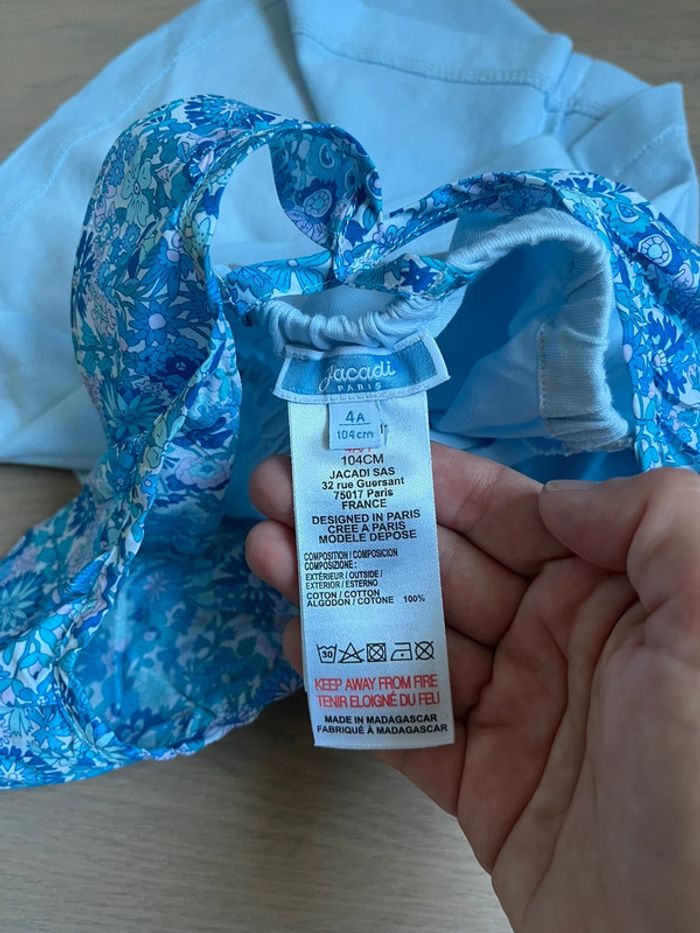 Jacadi
PARIS
4A
104cm
104CM
JACADI SAS
32 rue Guersant
75017 Paris
FRANCE
DESIGNED IN PARIS
CREE A PARIS
MODELE DEPOSE
COMPOSITION / COMPOSICION
COMPOSIZIONE:
EXTÉRIEUR / OUTSIDE /
EXTERIOR / ESTERNO
COTON / COTTON
ALGODON / COTONE 100%
30
KEEP AWAY FROM FIRE
TENIR ELOIGNÉ DU FEU
MADE IN MADAGASCAR
FABRIQUÉ À MADAGASCAR